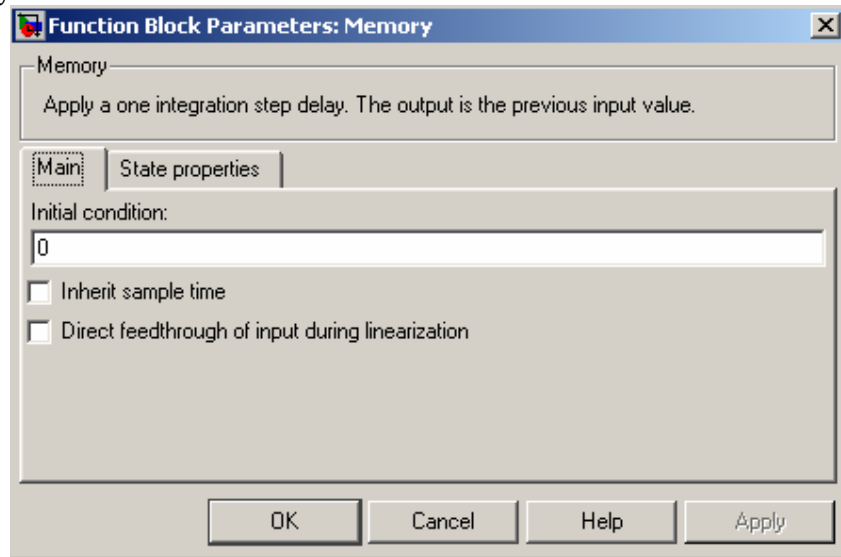 Function Block Parameters: Memory
Memory
Apply a one integration step delay. The output is the previous input value.
Main State properties
Initial condition:
0
Inherit sample time
Direct feedthrough of input during linearization
OK Cancel Help Apply